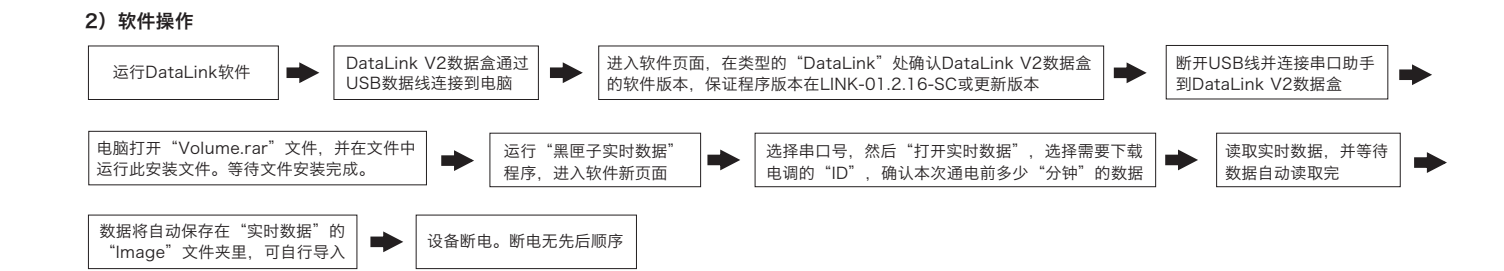 2）软件操作
运行DataLink软件
DataLink V2数据盒通过
USB数据线连接到电脑
进入软件页面，在类型的“DataLink”处确认DataLink V2数据盒
的软件版本，保证程序版本在LINK-01.2.16-SC或更新版本
断开USB线并连接串口助手
到DataLink V2数据盒
电脑打开“Volume.rar”文件，并在文件中
运行此安装文件。等待文件安装完成。
运行“黑匣子实时数据”
程序，进入软件新页面
选择串口号，然后“打开实时数据”，选择需要下载
电调的“ID”，确认本次通电前多少“分钟”的数据
读取实时数据，并等待
数据自动读取完
数据将自动保存在“实时数据”的
“Image”文件夹里，可自行导入
设备断电。断电无先后顺序